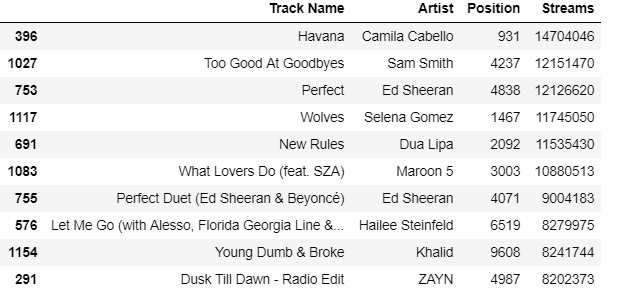 Track Name Artist Position Streams
396 Havana Camila Cabello 931 14704046
1027 Too Good At Goodbyes Sam Smith 4237 12151470
753 Perfect Ed Sheeran 4838 12126620
1117 Wolves Selena Gomez 1467 11745050
691 New Rules Dua Lipa 2092 11535430
1083 What Lovers Do (feat. SZA) Maroon 5 3003 10880513
755 Perfect Duet (Ed Sheeran & Beyoncé) Ed Sheeran 4071 9004183
576 Let Me Go (with Alesso, Florida Georgia Line &... Hailee Steinfeld 6519 8279975
1154 Young Dumb & Broke Khalid 9608 8241744
291 Dusk Till Dawn - Radio Edit ZAYN 4987 8202373